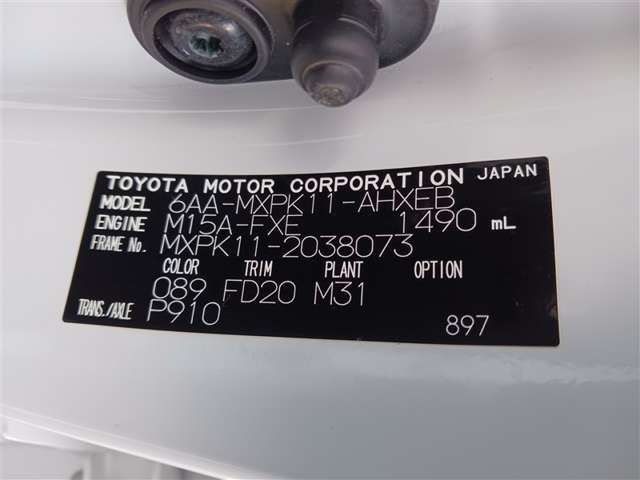 TOYOTA MOTOR CORPORATION JAPAN
MODEL 6AA-MXPK11-AHXEB
ENGINE M15A-FXE 1490 mL
FRAME No. MXPK11-2038073
COLOR TRIM PLANT OPTION
089 FD20 M31
TRANS./AXLE P910 897